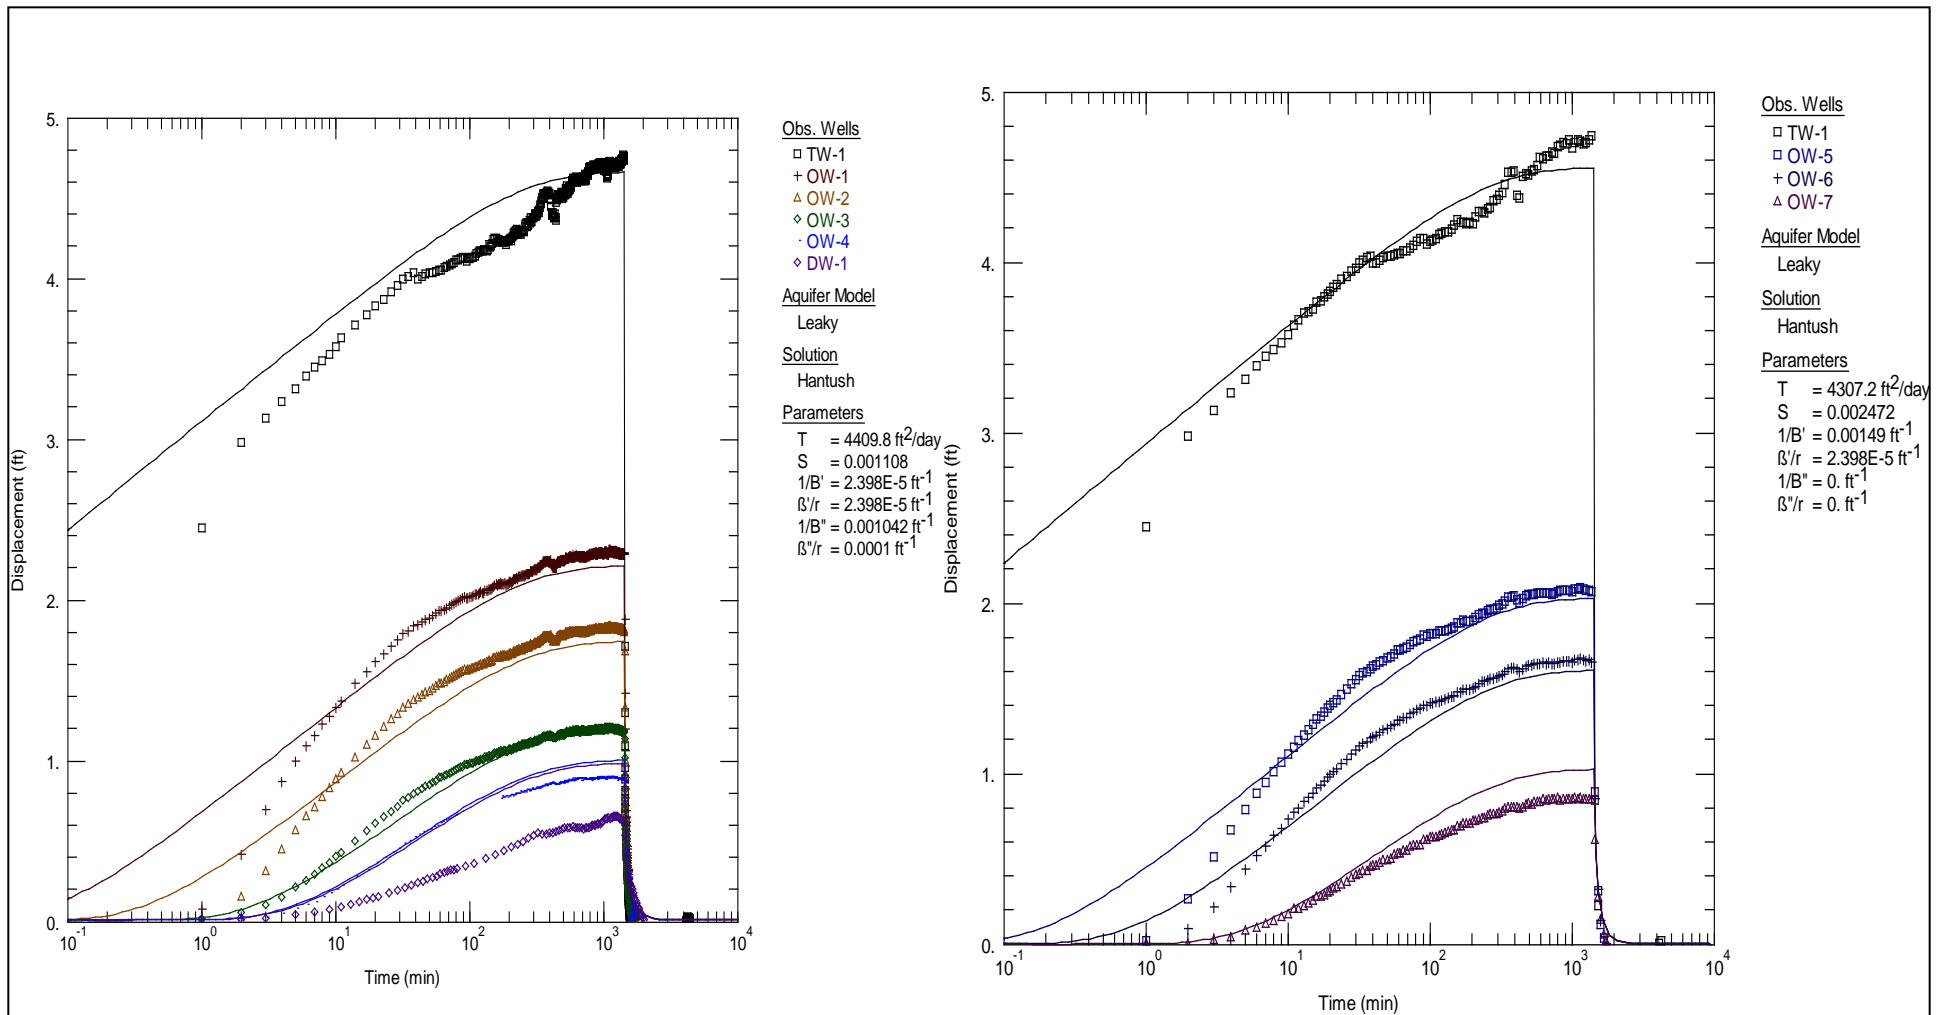 5.
4.
3.
2.
1.
0.
10-1
100
101
102
103
104
Time (min)
Displacement (ft)
Obs. Wells
TW-1
OW-1
OW-2
OW-3
OW-4
DW-1
Aquifer Model
Leaky
Solution
Hantush
Parameters
T = 4409.8 ft2/day
S = 0.001108
1/B' = 2.398E-5 ft-1
ß'/r = 2.398E-5 ft-1
1/B" = 0.001042 ft-1
ß"/r = 0.0001 ft-1
5.
4.
3.
2.
1.
0.
10-1
100
101
102
103
104
Time (min)
Displacement (ft)
Obs. Wells
TW-1
OW-5
OW-6
OW-7
Aquifer Model
Leaky
Solution
Hantush
Parameters
T = 4307.2 ft2/day
S = 0.002472
1/B' = 0.00149 ft-1
ß'/r = 2.398E-5 ft-1
1/B" = 0. ft-1
ß"/r = 0. ft-1